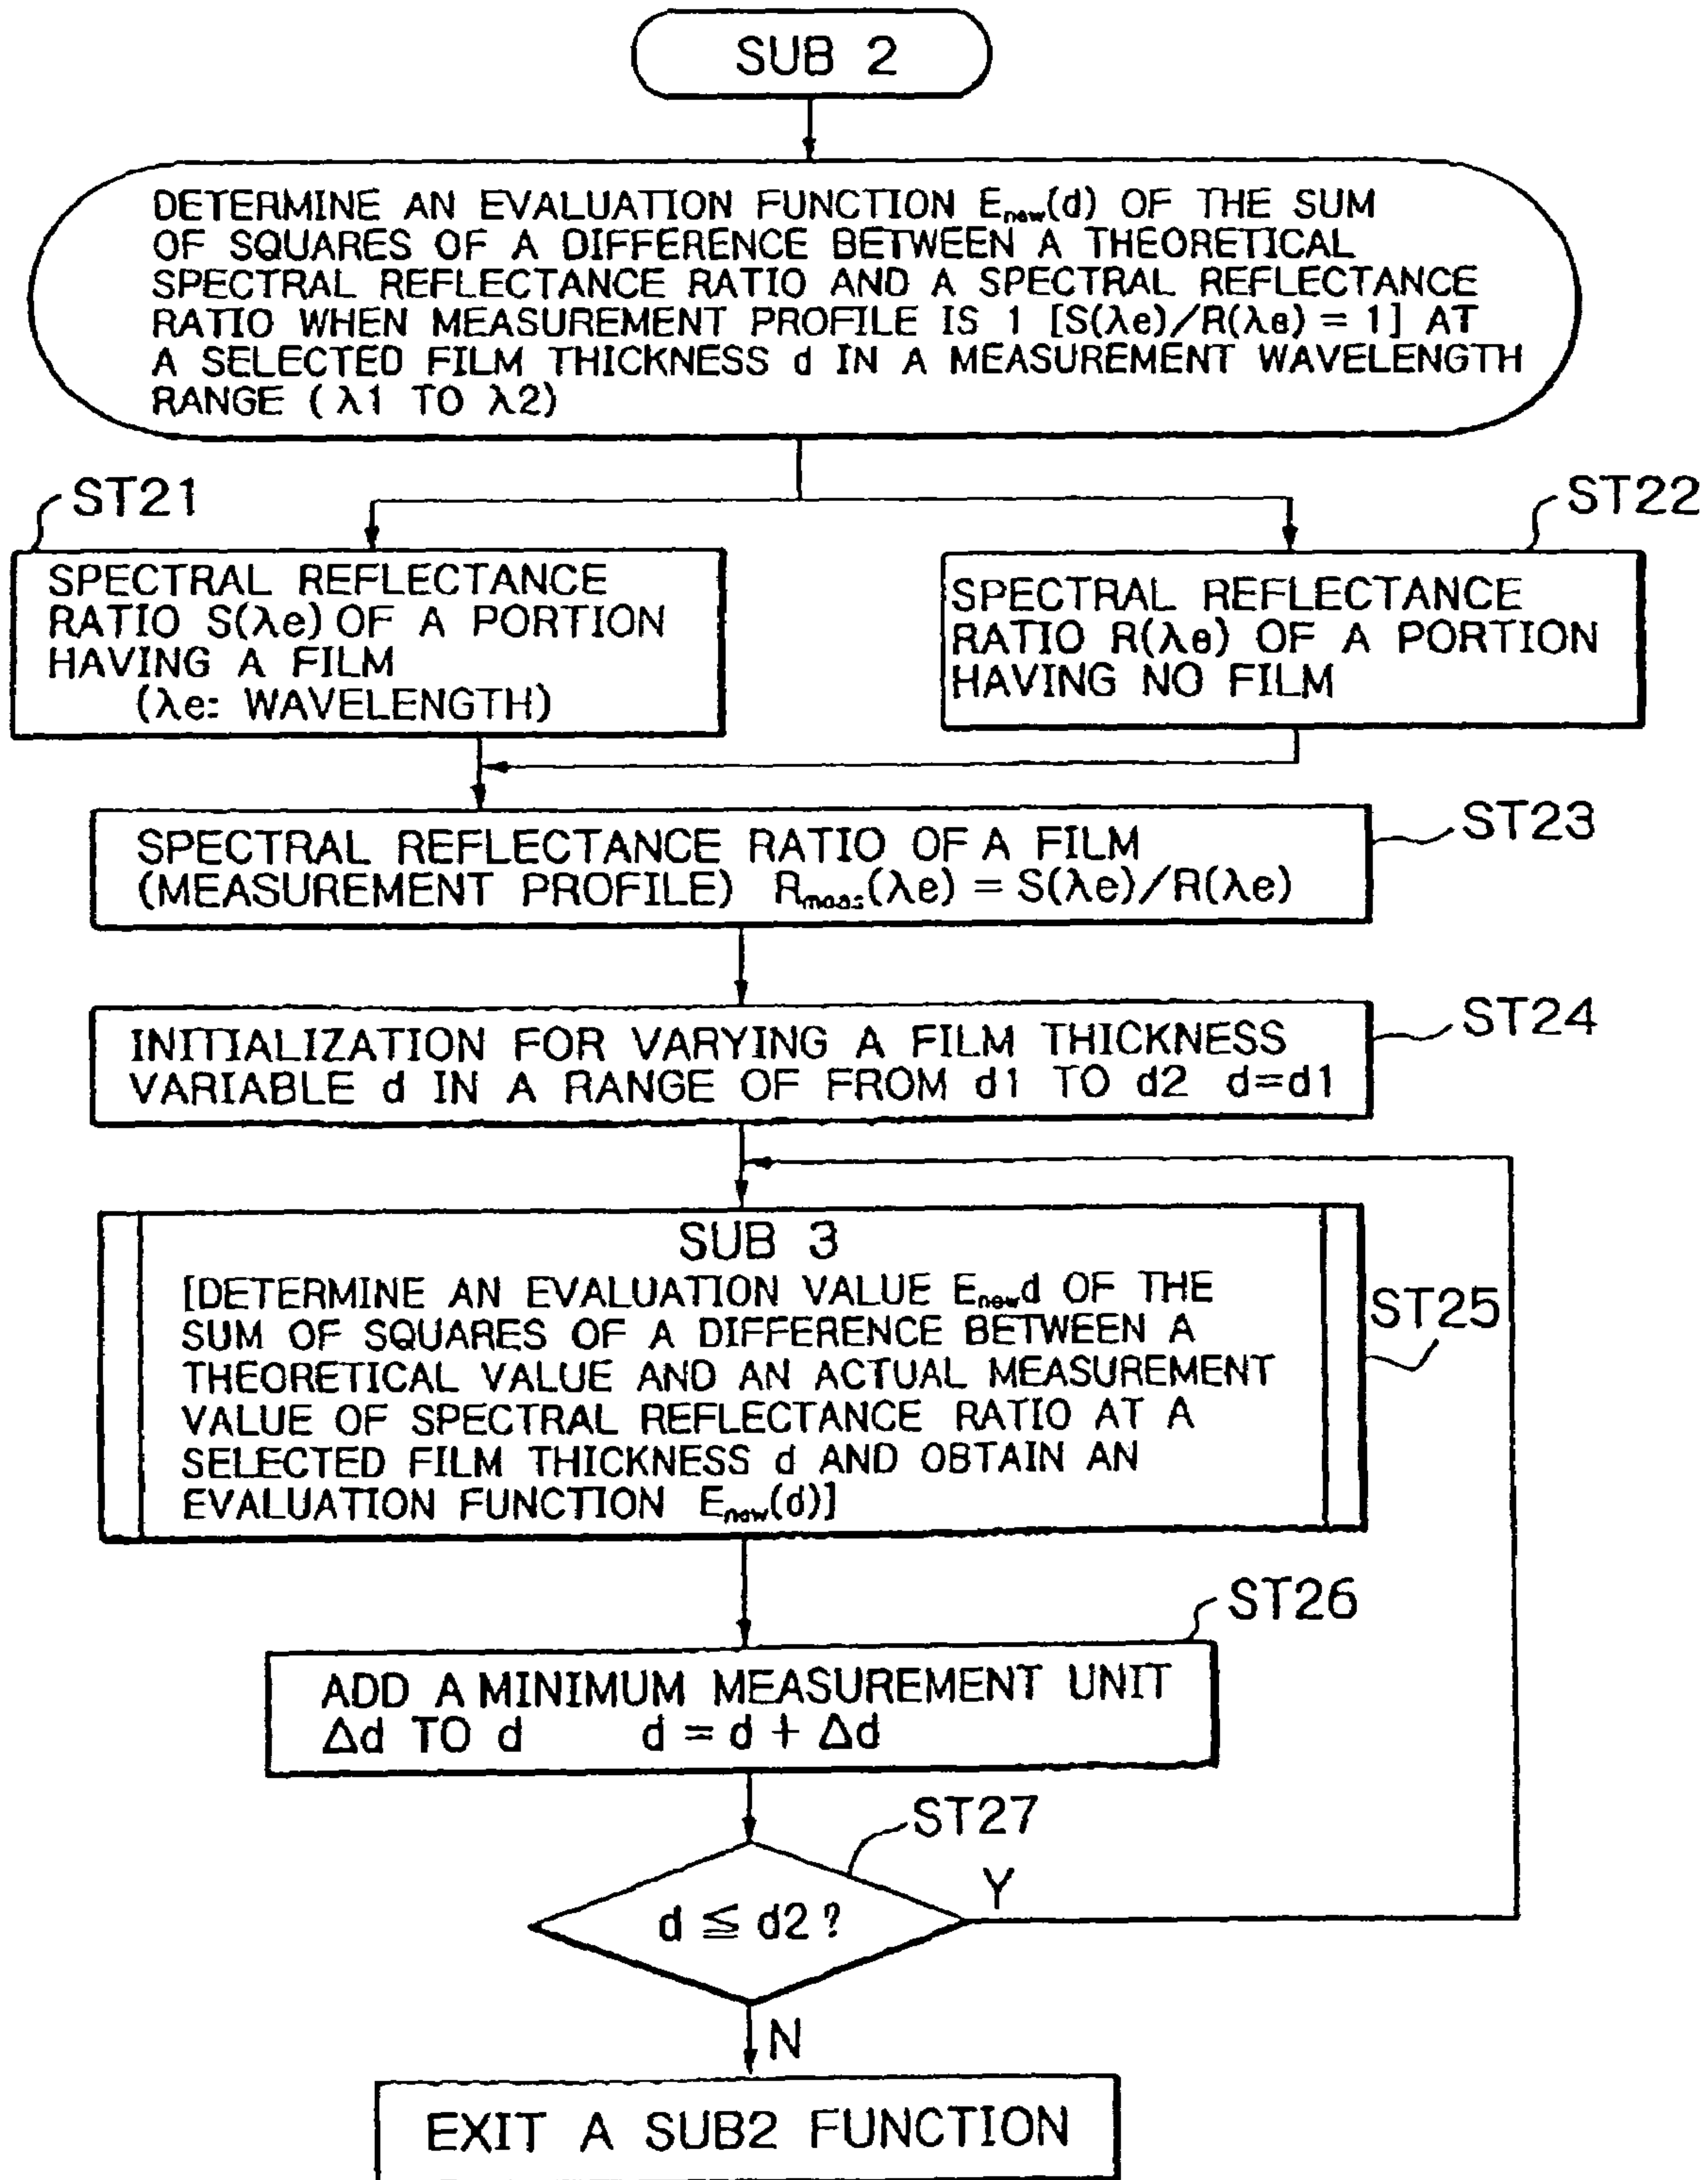 SUB 2
DETERMINE AN EVALUATION FUNCTION Enow(d) OF THE SUM
OF SQUARES OF A DIFFERENCE BETWEEN A THEORETICAL
SPECTRAL REFLECTANCE RATIO AND A SPECTRAL REFLECTANCE
RATIO WHEN MEASUREMENT PROFILE IS 1 [S(λe)/R(λe) = 1] AT
A SELECTED FILM THICKNESS d IN A MEASUREMENT WAVELENGTH
RANGE (λ1 TO λ2)
ST21
SPECTRAL REFLECTANCE
RATIO S(λe) OF A PORTION
HAVING A FILM
(λe: WAVELENGTH)
ST22
SPECTRAL REFLECTANCE
RATIO R(λe) OF A PORTION
HAVING NO FILM
ST23
SPECTRAL REFLECTANCE RATIO OF A FILM
(MEASUREMENT PROFILE) Rmeas(λe) = S(λe)/R(λe)
ST24
INITIALIZATION FOR VARYING A FILM THICKNESS
VARIABLE d IN A RANGE OF FROM d1 TO d2 d=d1
SUB 3
[DETERMINE AN EVALUATION VALUE Enowd OF THE
SUM OF SQUARES OF A DIFFERENCE BETWEEN A
THEORETICAL VALUE AND AN ACTUAL MEASUREMENT
VALUE OF SPECTRAL REFLECTANCE RATIO AT A
SELECTED FILM THICKNESS d AND OBTAIN AN
EVALUATION FUNCTION Enow(d)]
ST25
ST26
ADD A MINIMUM MEASUREMENT UNIT
Δd TO d d = d + Δd
ST27
d ≦ d2 ?
Y
N
EXIT A SUB2 FUNCTION